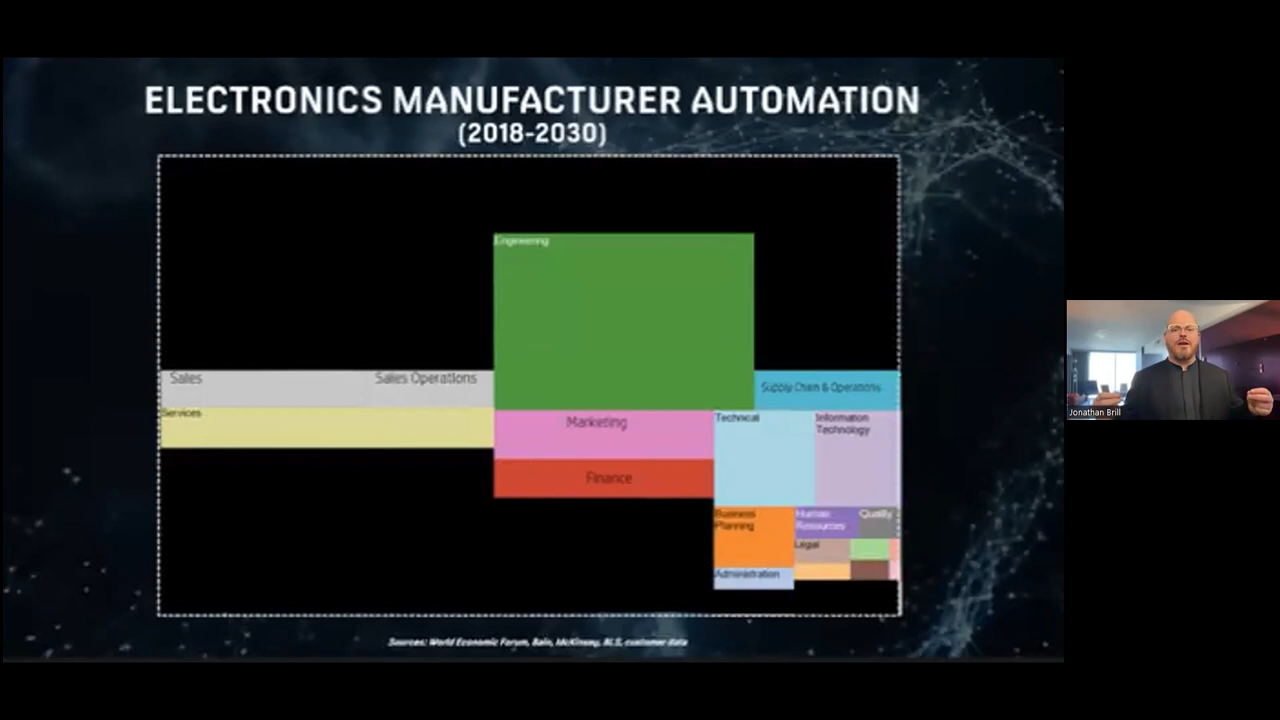 ELECTRONICS MANUFACTURER AUTOMATION
(2018-2030)
Engineering
Sales
Sales Operations
Supply Chain & Operations
Services
Marketing
Technical
Information
Technology
Finance
Business
Planning
Human
Resources
Quality
Legal
Administration
Sources: World Economic Forum, Bain, McKinsey, BLS, customer data
Jonathan Brill